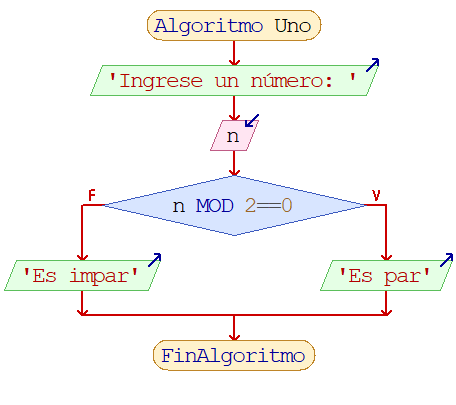 Algoritmo Uno
'Ingrese un número: '
n
F
V
n MOD 2==0
'Es impar'
'Es par'
FinAlgoritmo